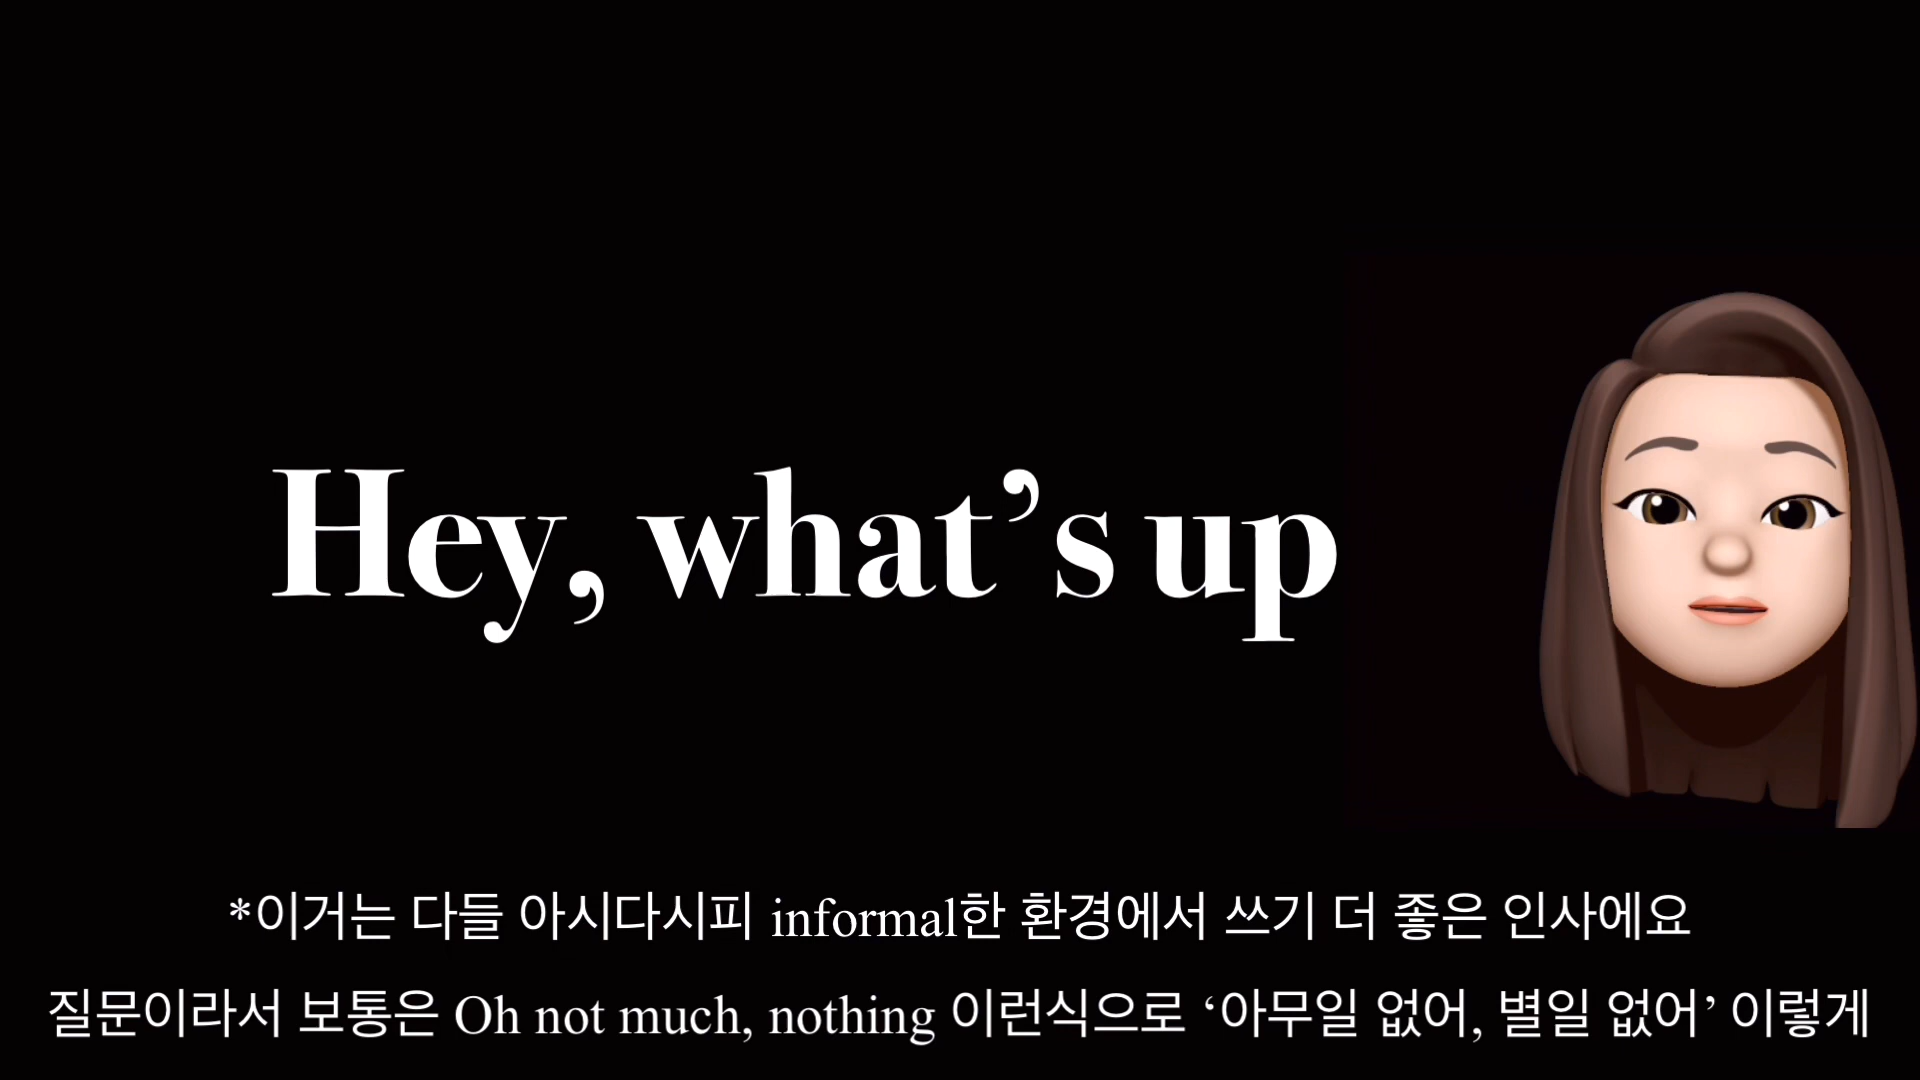 Hey, what’s up
*이거는 다들 아시다시피 informal한 환경에서 쓰기 더 좋은 인사에요
질문이라서 보통은 Oh not much, nothing 이런식으로 ‘아무일 없어, 별일 없어’ 이렇게